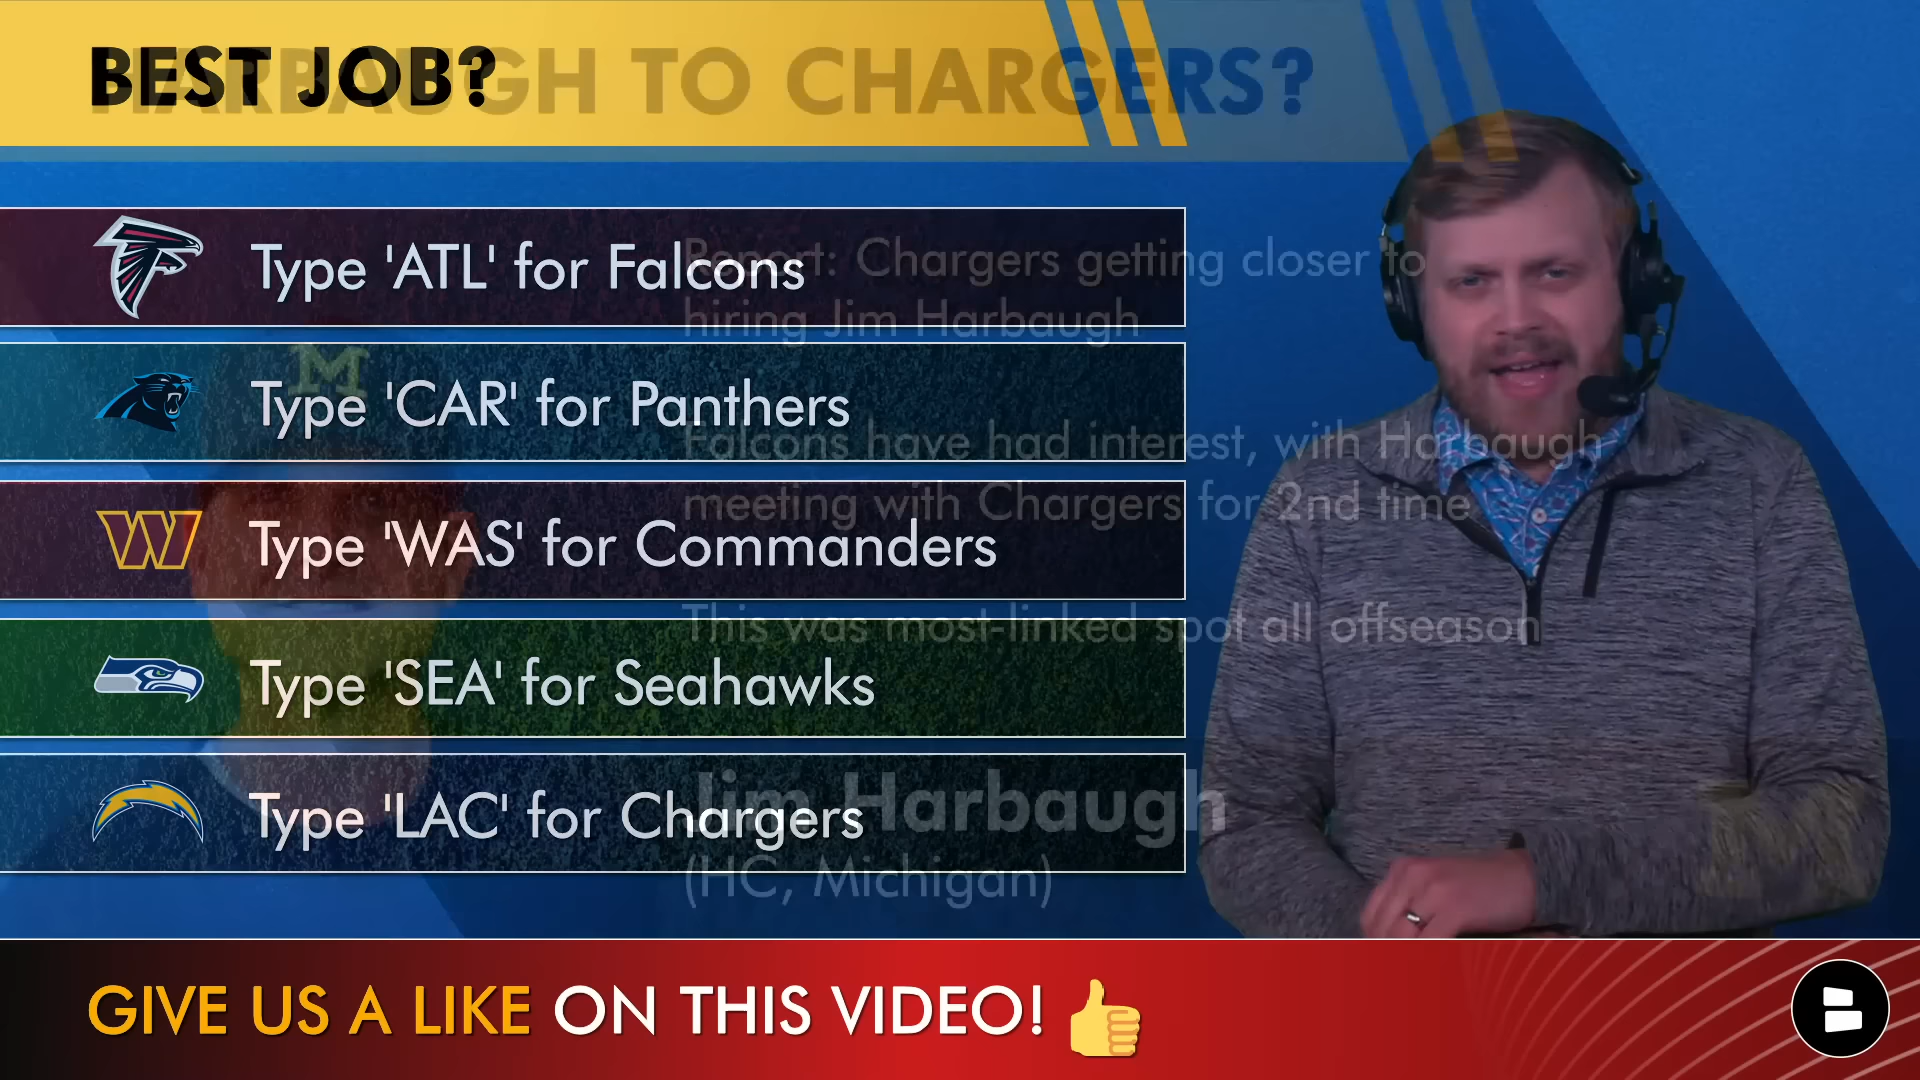 BEST JOB?
HARBAUGH TO CHARGERS?
Type 'ATL' for Falcons
Type 'CAR' for Panthers
Type 'WAS' for Commanders
Type 'SEA' for Seahawks
Type 'LAC' for Chargers
Report: Chargers getting closer to
hiring Jim Harbaugh
Falcons have had interest, with Harbaugh
meeting with Chargers for 2nd time
This was most-linked spot all offseason
Jim Harbaugh
(HC, Michigan)
M
GIVE US A LIKE ON THIS VIDEO!